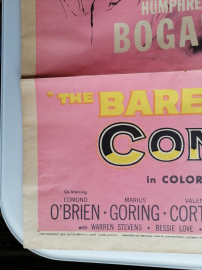 HUMPHRE
BOGA
"THE BARE
CON
in COLOR
Co-starring
EDMOND MARIUS VALEN
O'BRIEN · GORING · CORT
with WARREN STEVENS · BESSIE LOVE ·